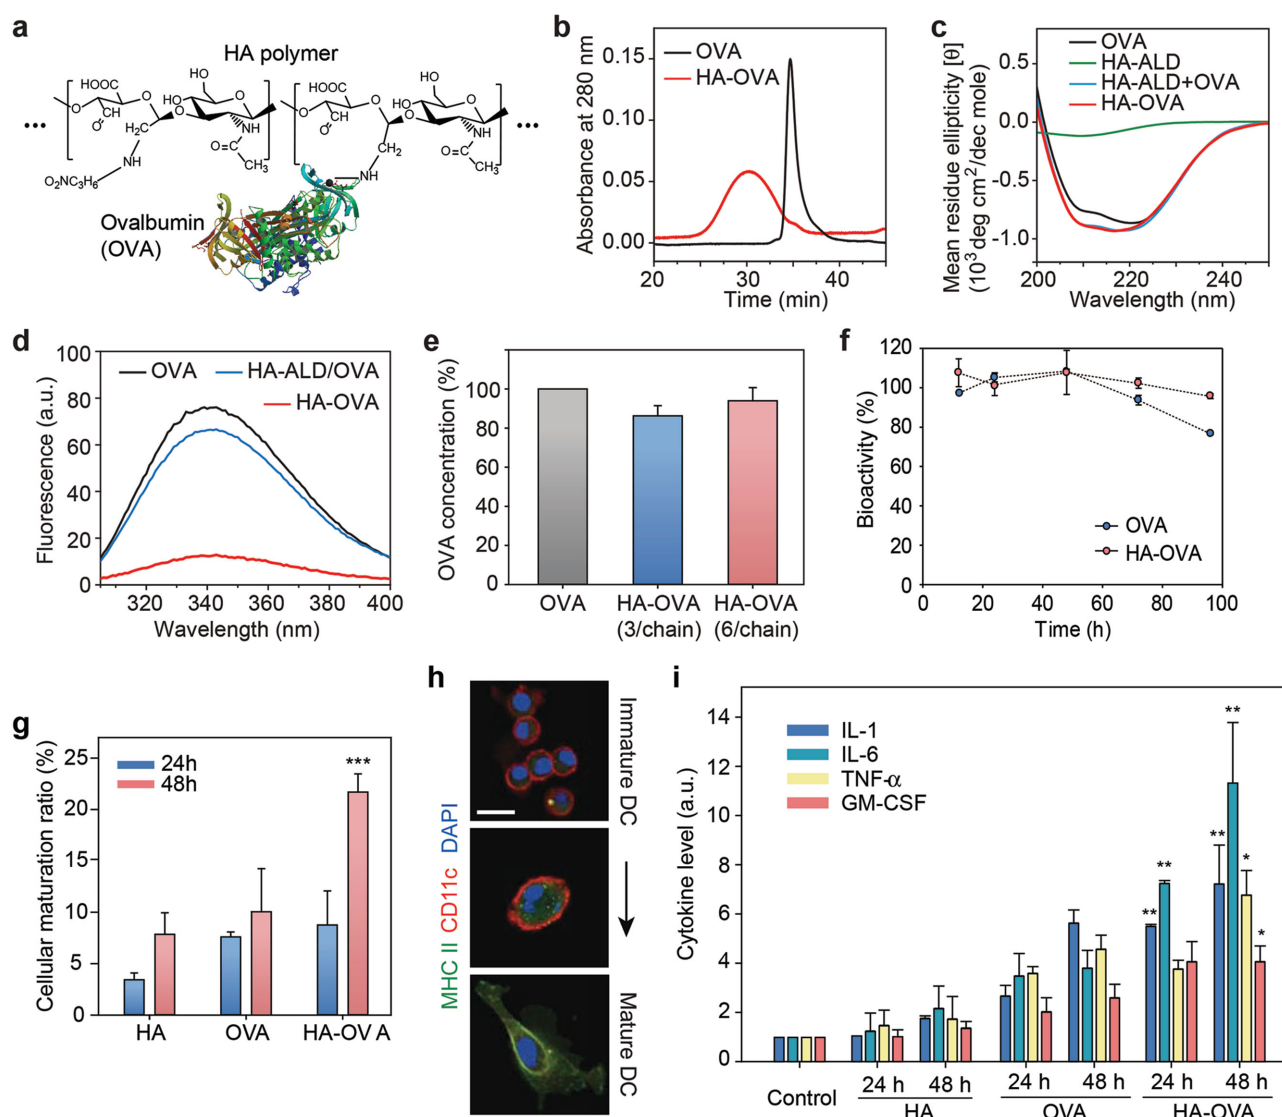 a
HA polymer
HOOC
HO
HOOC
HO
O
O
HO
O
O
O
O
HO
O
O
CH
O
NH
CH
O
NH
O
H₂C
O
CH₂
O
•••
•••
NH
CH₃
NH
CH₃
O₂NC₃H₆
Ovalbumin
(OVA)
b
OVA
HA-OVA
Absorbance at 280 nm
0.15
0.10
0.05
0.00
20
30
40
Time (min)
c
OVA
HA-ALD
HA-ALD+OVA
HA-OVA
Mean residue ellipticity [θ]
(10³deg cm²/dec mole)
0.5
0.0
-0.5
-1.0
200
220
240
Wavelength (nm)
d
OVA
HA-ALD/OVA
HA-OVA
Fluorescence (a.u.)
100
80
60
40
20
0
320
340
360
380
400
Wavelength (nm)
e
OVA concentration (%)
100
80
60
40
20
0
OVA
HA-OVA
(3/chain)
HA-OVA
(6/chain)
f
Bioactivity (%)
120
100
80
60
40
20
0
OVA
HA-OVA
0
20
40
60
80
100
Time (h)
g
Cellular maturation ratio (%)
25
20
15
10
5
0
24h
48h
***
HA
OVA
HA-OV A
h
MHC II CD11c DAPI
Immature DC
Mature DC
i
Cytokine level (a.u.)
14
12
10
8
6
4
2
0
IL-1
IL-6
TNF-α
GM-CSF
**
**
**
**
*
*
Control
24 h
48 h
24 h
48 h
24 h
48 h
HA
OVA
HA-OVA